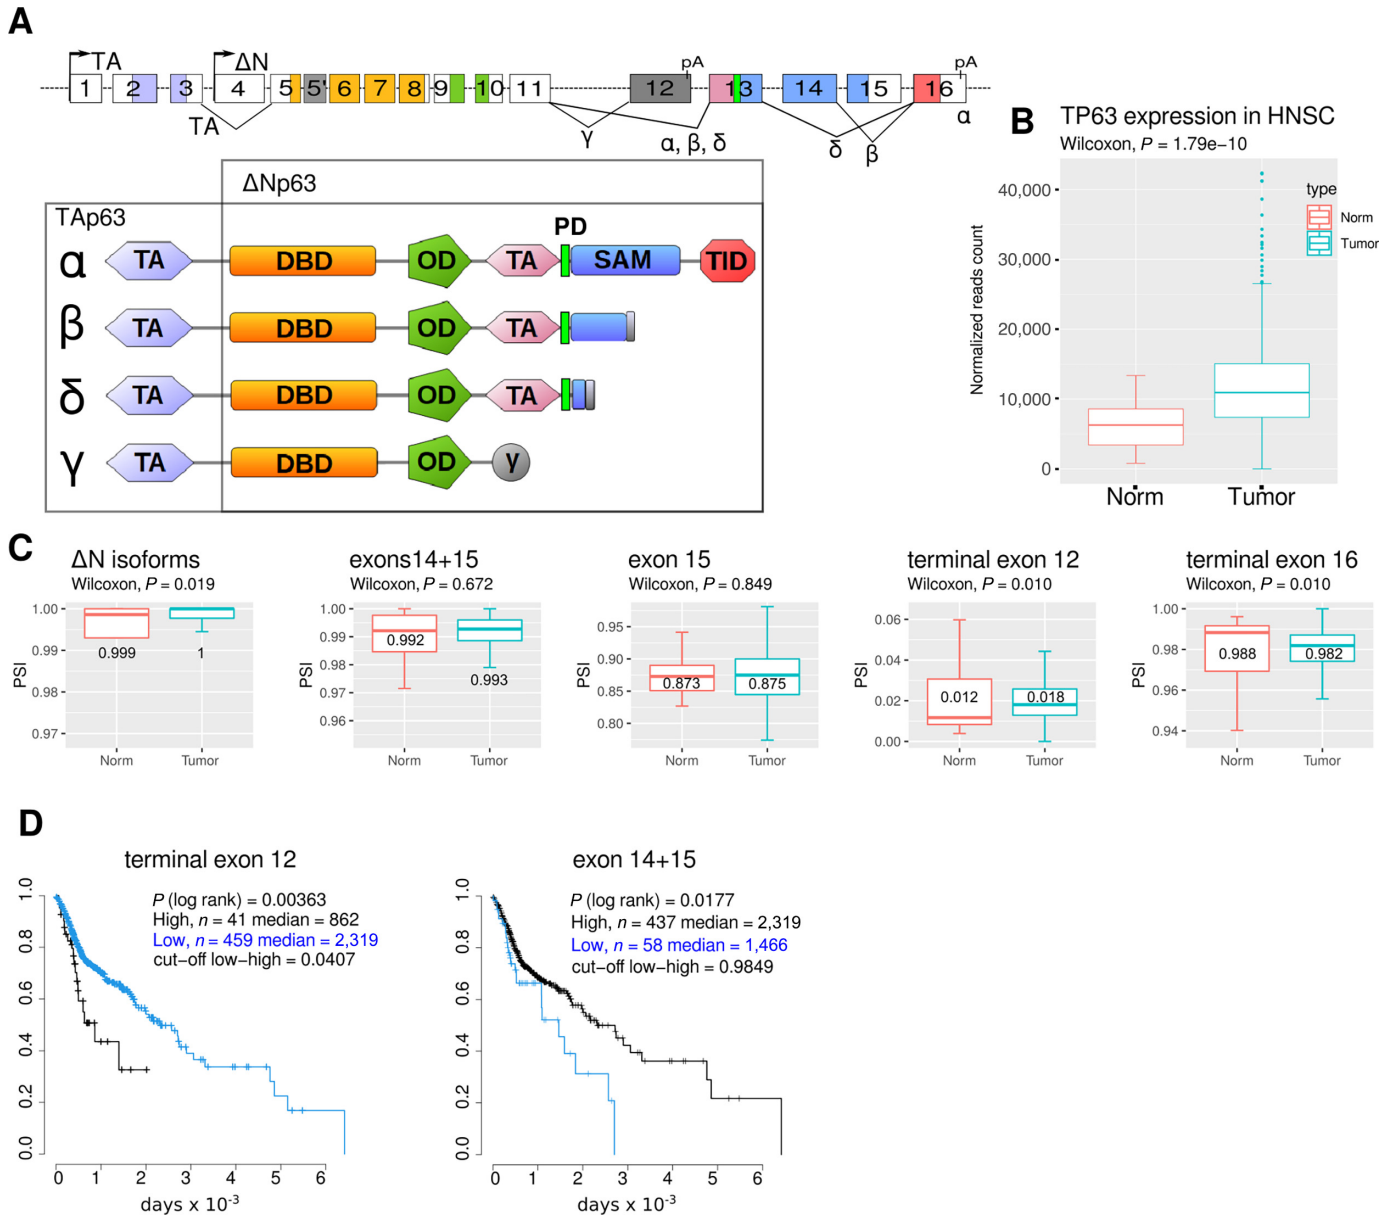 A
TA
ΔN
pA
pA
1 2 3 4 5 5' 6 7 8 9 10 11 12 13 14 15 16
TA
γ
α, β, δ
δ
β
α
ΔNp63
TAp63
PD
α TA DBD OD TA SAM TID
β TA DBD OD TA
δ TA DBD OD TA
γ TA DBD OD γ
B
TP63 expression in HNSC
Wilcoxon, P = 1.79e−10
Normalized reads count
40,000
30,000
20,000
10,000
0
Norm Tumor
type
Norm
Tumor
C
ΔN isoforms
Wilcoxon, P = 0.019
PSI
1.00
0.99
0.98
0.97
0.999
1
Norm Tumor
exons14+15
Wilcoxon, P = 0.672
PSI
1.00
0.99
0.98
0.97
0.96
0.992
0.993
Norm Tumor
exon 15
Wilcoxon, P = 0.849
PSI
0.95
0.90
0.85
0.80
0.873
0.875
Norm Tumor
terminal exon 12
Wilcoxon, P = 0.010
PSI
0.06
0.04
0.02
0.00
0.012
0.018
Norm Tumor
terminal exon 16
Wilcoxon, P = 0.010
PSI
1.00
0.98
0.96
0.94
0.988
0.982
Norm Tumor
D
terminal exon 12
P (log rank) = 0.00363
High, n = 41 median = 862
Low, n = 459 median = 2,319
cut−off low−high = 0.0407
1.0
0.8
0.6
0.4
0.2
0.0
0 1 2 3 4 5 6
days x 10-3
exon 14+15
P (log rank) = 0.0177
High, n = 437 median = 2,319
Low, n = 58 median = 1,466
cut−off low−high = 0.9849
1.0
0.8
0.6
0.4
0.2
0.0
0 1 2 3 4 5 6
days x 10-3